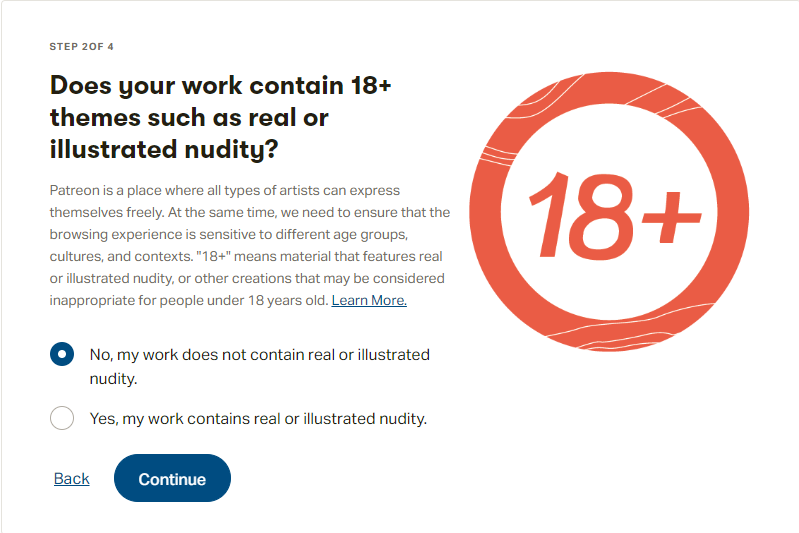 STEP 2OF 4
Does your work contain 18+
themes such as real or
illustrated nudity?
Patreon is a place where all types of artists can express
themselves freely. At the same time, we need to ensure that the
browsing experience is sensitive to different age groups,
cultures, and contexts. "18+" means material that features real
or illustrated nudity, or other creations that may be considered
inappropriate for people under 18 years old. Learn More.
18+
No, my work does not contain real or illustrated
nudity.
Yes, my work contains real or illustrated nudity.
Back
Continue